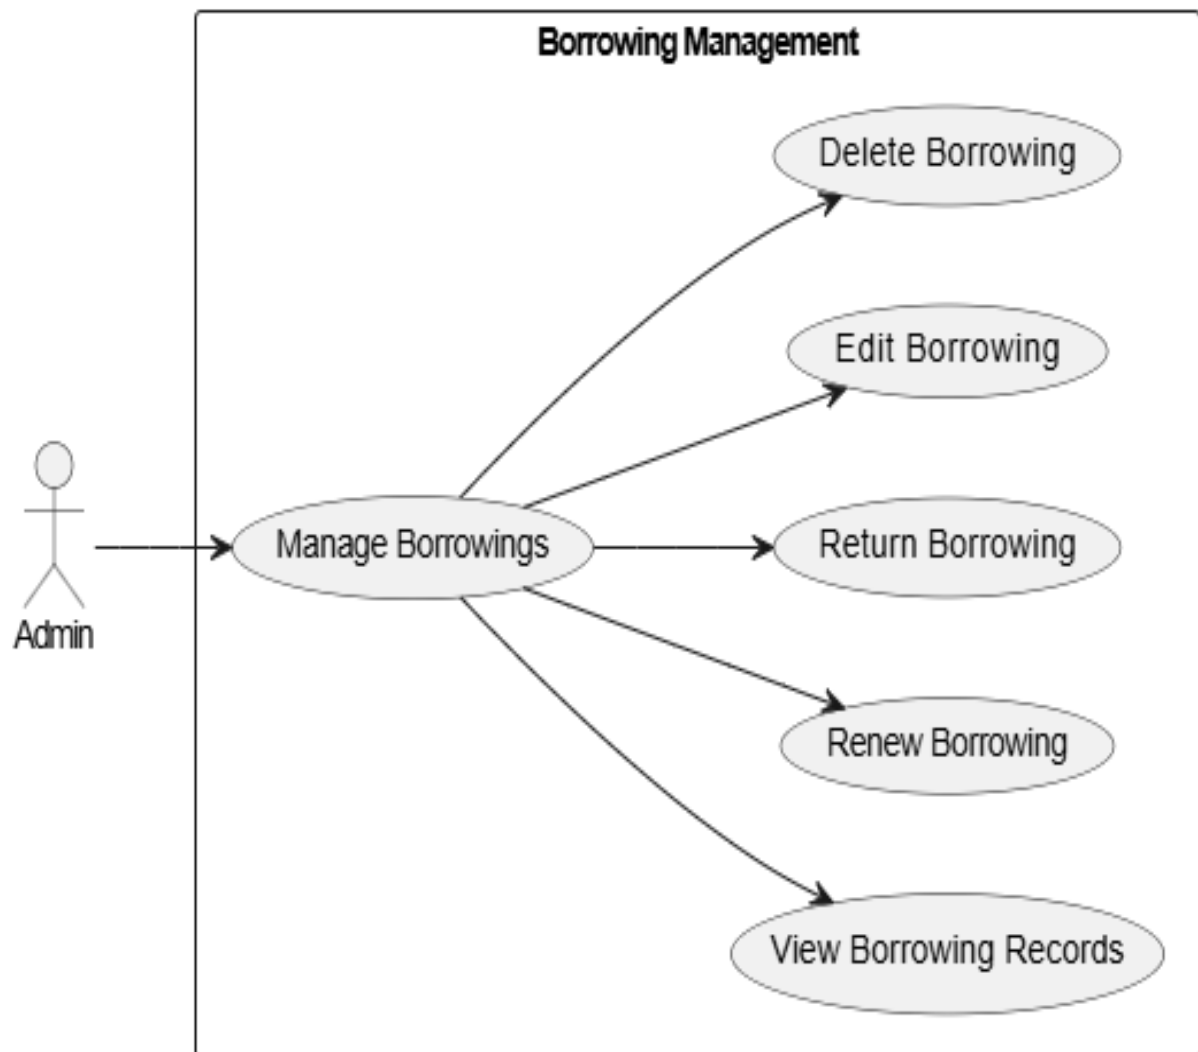 Borrowing Management
Delete Borrowing
Edit Borrowing
Manage Borrowings
Return Borrowing
Admin
Renew Borrowing
View Borrowing Records